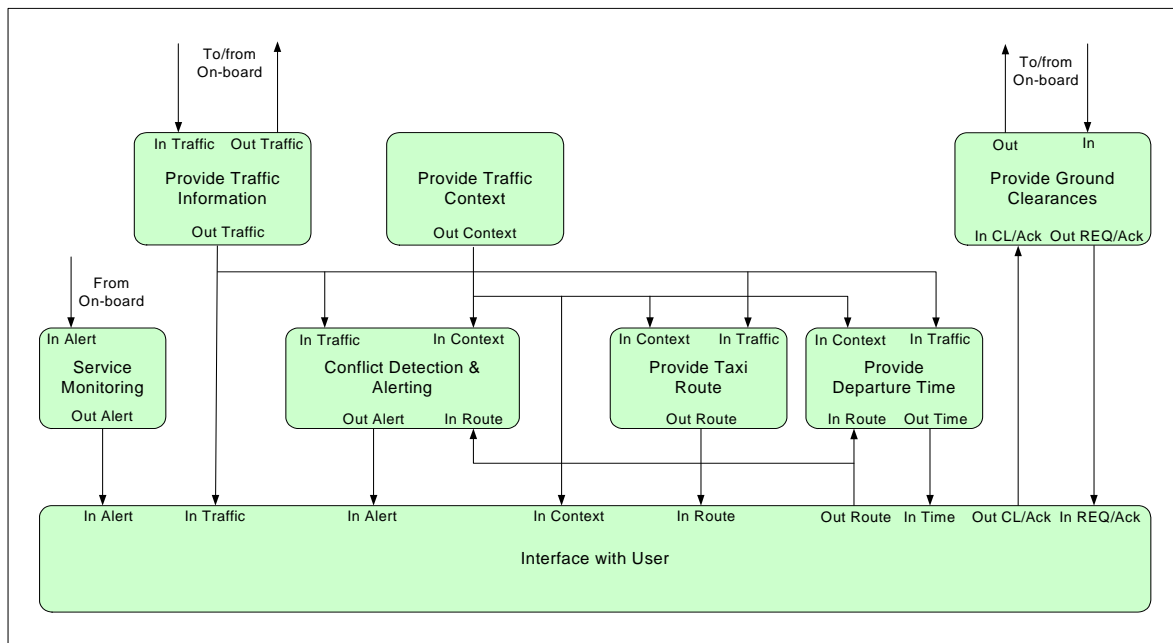 To/from
On-board
To/from
On-board
In Traffic Out Traffic
Provide Traffic
Information
Out Traffic
Provide Traffic
Context
Out Context
Out In
Provide Ground
Clearances
In CL/Ack Out REQ/Ack
From
On-board
In Alert
Service
Monitoring
Out Alert
In Traffic In Context
Conflict Detection &
Alerting
Out Alert In Route
In Context In Traffic
Provide Taxi
Route
Out Route
In Context In Traffic
Provide
Departure Time
In Route Out Time
In Alert In Traffic In Alert In Context In Route Out Route In Time Out CL/Ack In REQ/Ack
Interface with User